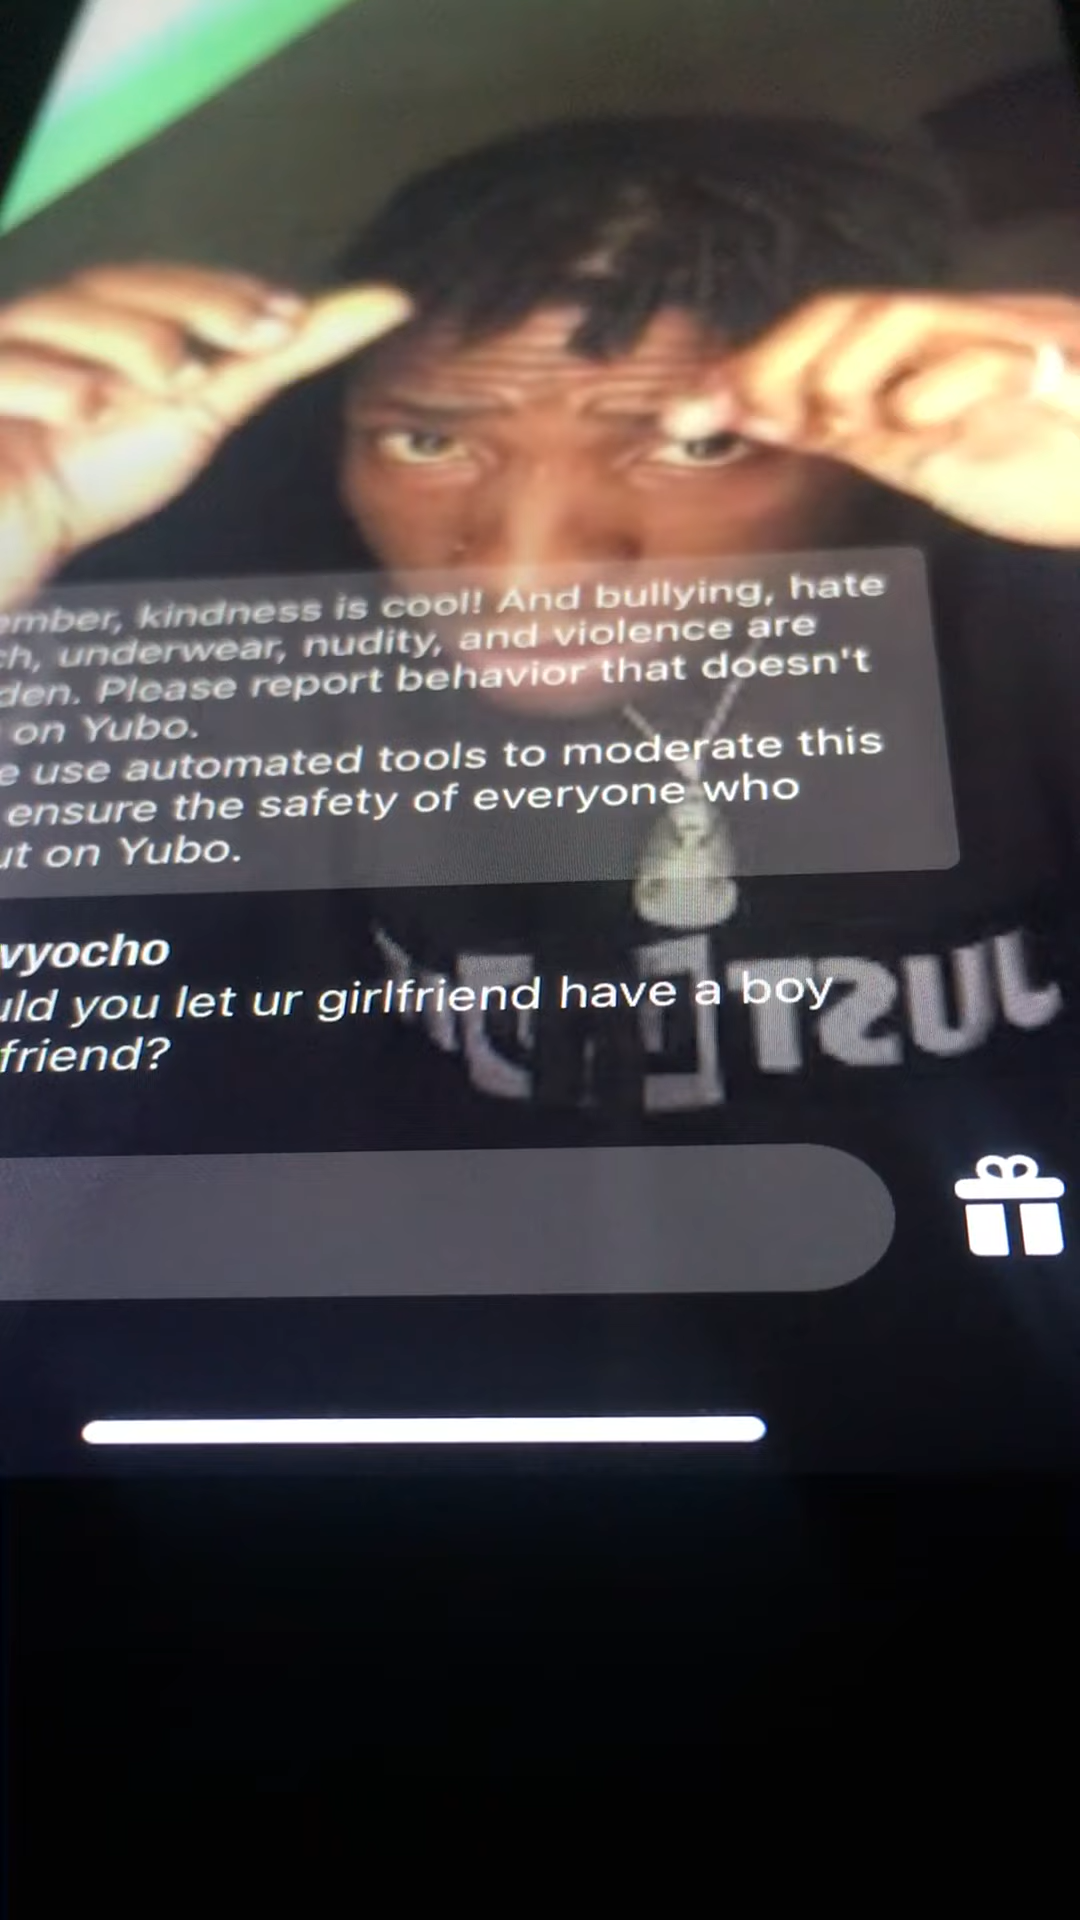 ember, kindness is cool! And bullying, hate
ch, underwear, nudity, and violence are
den. Please report behavior that doesn't
on Yubo.
e use automated tools to moderate this
ensure the safety of everyone who
ut on Yubo.
vyocho
uld you let ur girlfriend have a boy
friend?
JUST